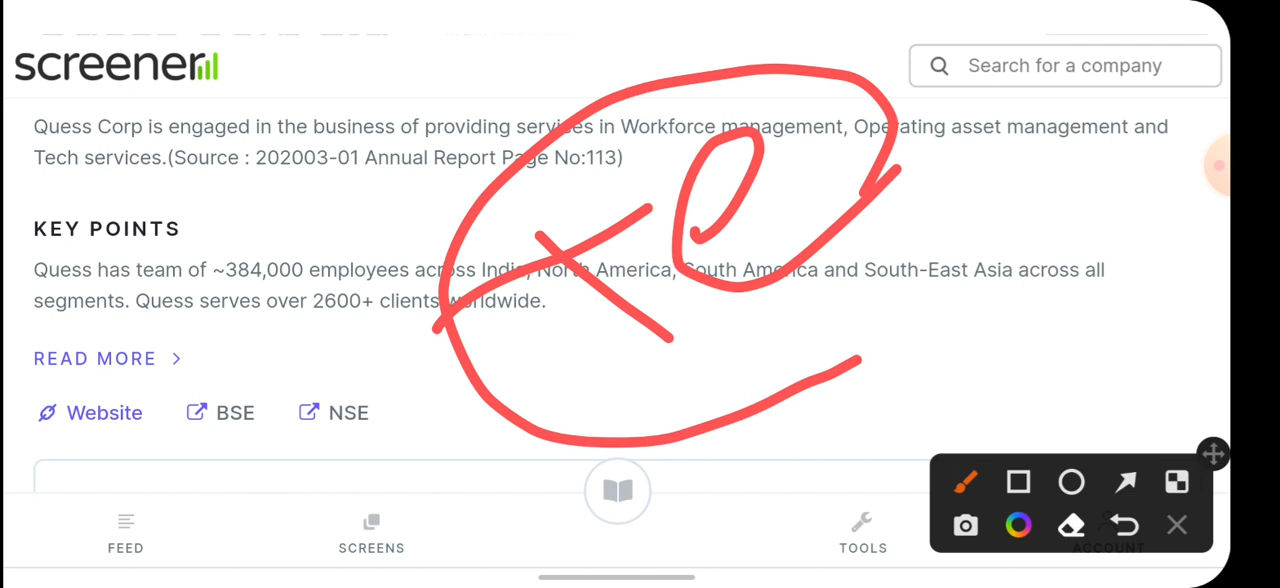 screener
Search for a company
Quess Corp is engaged in the business of providing services in Workforce management, Operating asset management and
Tech services.(Source : 202003-01 Annual Report Page No:113)
KEY POINTS
Quess has team of ~384,000 employees across India, North America, South America and South-East Asia across all
segments. Quess serves over 2600+ clients worldwide.
READ MORE >
Website BSE NSE
FEED SCREENS TOOLS ACCOUNT